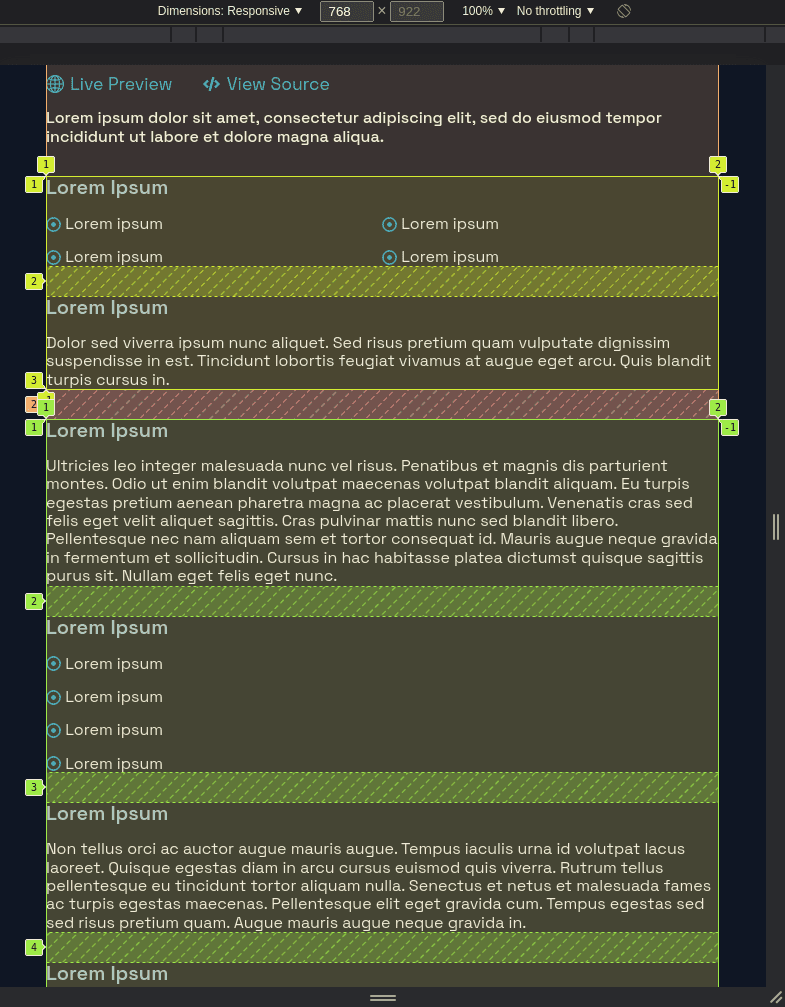 Dimensions: Responsive ▼ 768 × 922 100% ▼ No throttling ▼
Live Preview View Source
Lorem ipsum dolor sit amet, consectetur adipiscing elit, sed do eiusmod tempor
incididunt ut labore et dolore magna aliqua.
1 2
1 Lorem Ipsum -1
Lorem ipsum Lorem ipsum
Lorem ipsum Lorem ipsum
2
Lorem Ipsum
Dolor sed viverra ipsum nunc aliquet. Sed risus pretium quam vulputate dignissim
suspendisse in est. Tincidunt lobortis feugiat vivamus at augue eget arcu. Quis blandit
3 turpis cursus in.
2 1 2
1 Lorem Ipsum -1
Ultricies leo integer malesuada nunc vel risus. Penatibus et magnis dis parturient
montes. Odio ut enim blandit volutpat maecenas volutpat blandit aliquam. Eu turpis
egestas pretium aenean pharetra magna ac placerat vestibulum. Venenatis cras sed
felis eget velit aliquet sagittis. Cras pulvinar mattis nunc sed blandit libero.
Pellentesque nec nam aliquam sem et tortor consequat id. Mauris augue neque gravida
in fermentum et sollicitudin. Cursus in hac habitasse platea dictumst quisque sagittis
purus sit. Nullam eget felis eget nunc.
2
Lorem Ipsum
Lorem ipsum
Lorem ipsum
Lorem ipsum
Lorem ipsum
3
Lorem Ipsum
Non tellus orci ac auctor augue mauris augue. Tempus iaculis urna id volutpat lacus
laoreet. Quisque egestas diam in arcu cursus euismod quis viverra. Rutrum tellus
pellentesque eu tincidunt tortor aliquam nulla. Senectus et netus et malesuada fames
ac turpis egestas maecenas. Pellentesque elit eget gravida cum. Tempus egestas sed
sed risus pretium quam. Augue mauris augue neque gravida in.
4
Lorem Ipsum